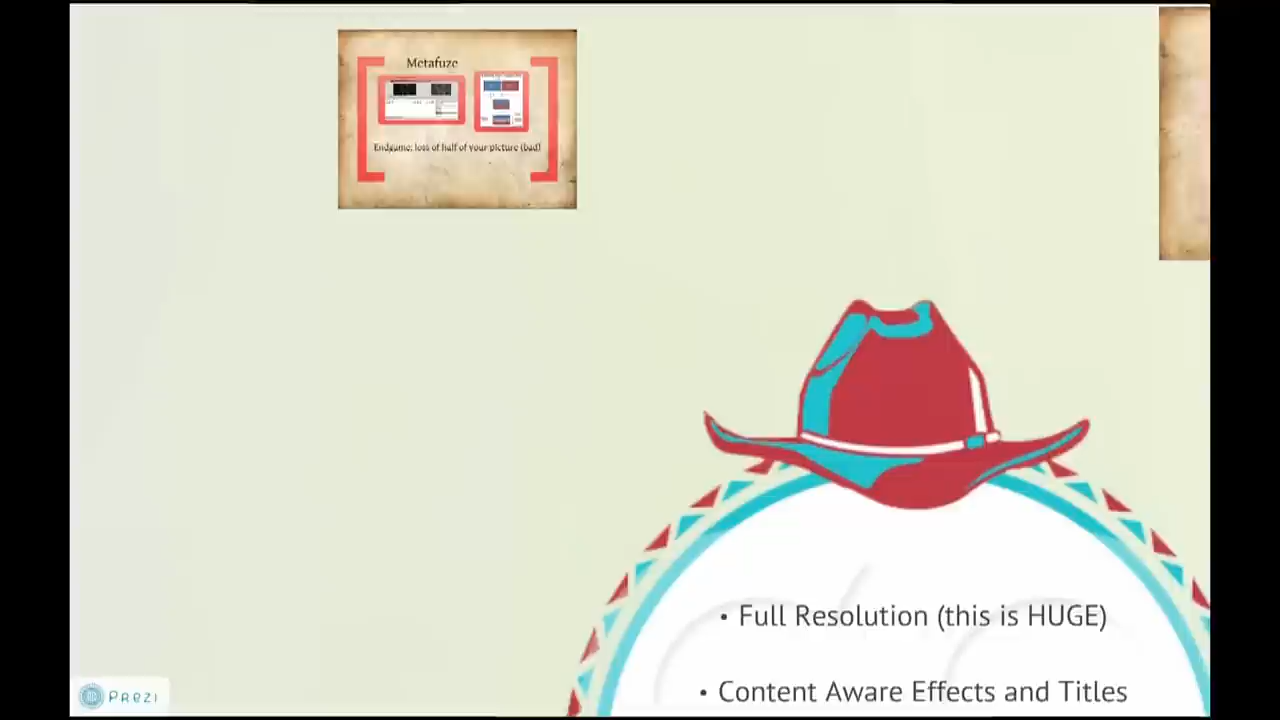 Metafuze
Endgame: loss of half of your picture (bad)
• Full Resolution (this is HUGE)
• Content Aware Effects and Titles
PREZI